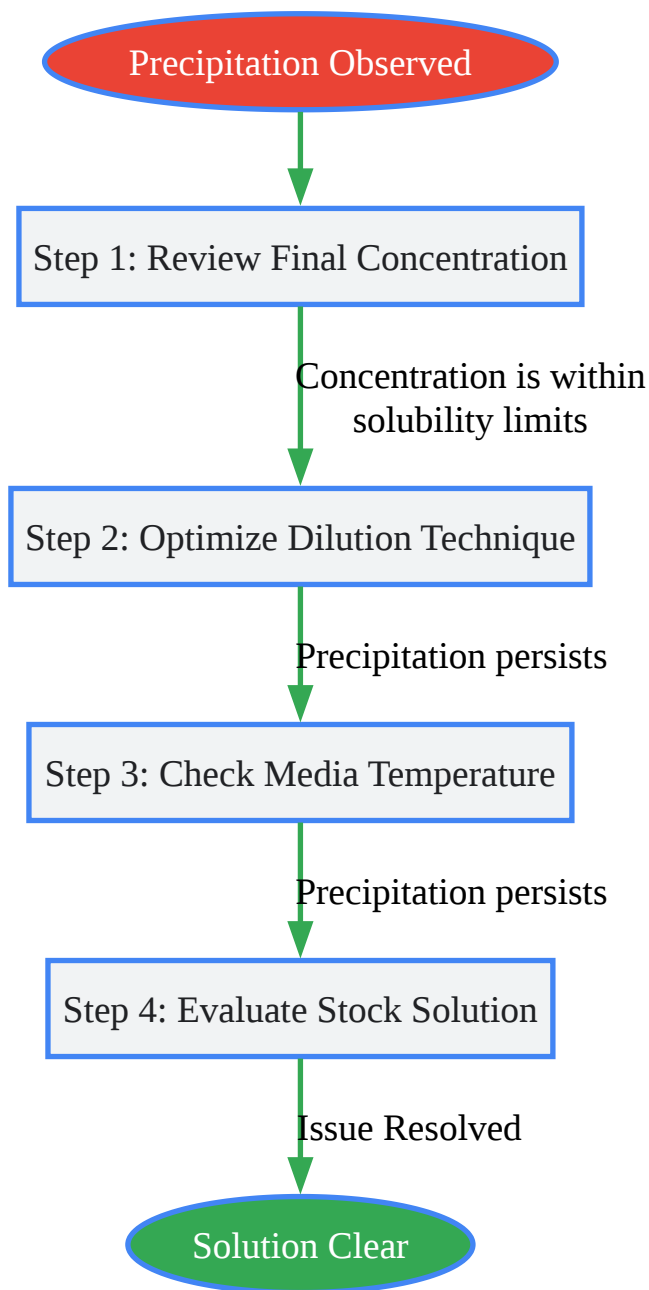 Precipitation Observed
Step 1: Review Final Concentration
Concentration is within
solubility limits
Step 2: Optimize Dilution Technique
Precipitation persists
Step 3: Check Media Temperature
Precipitation persists
Step 4: Evaluate Stock Solution
Issue Resolved
Solution Clear